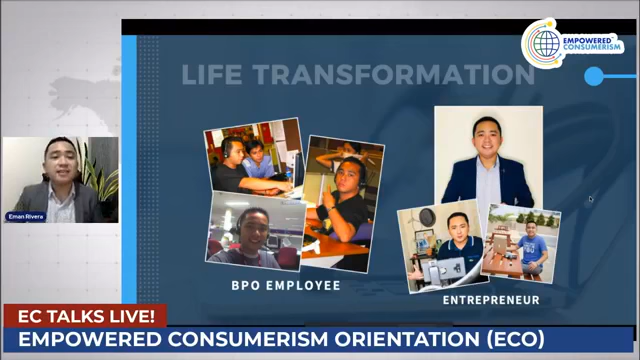 EMPOWERED
CONSUMERISM
LIFE TRANSFORMATION
Eman Rivera
BPO EMPLOYEE
ENTREPRENEUR
EC TALKS LIVE!
EMPOWERED CONSUMERISM ORIENTATION (ECO)